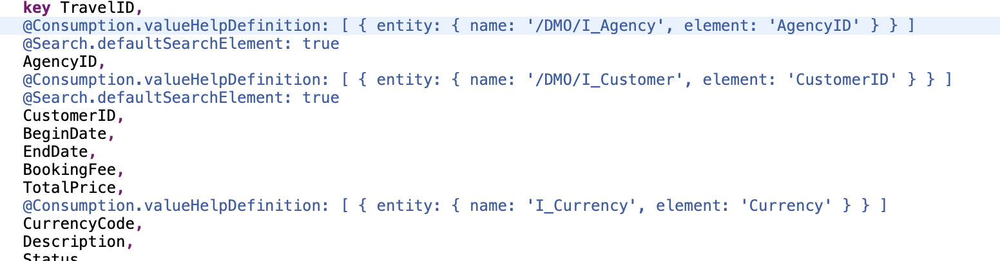 key TravelID,
@Consumption.valueHelpDefinition: [ { entity: { name: '/DMO/I_Agency', element: 'AgencyID' } } ]
@Search.defaultSearchElement: true
AgencyID,
@Consumption.valueHelpDefinition: [ { entity: { name: '/DMO/I_Customer', element: 'CustomerID' } } ]
@Search.defaultSearchElement: true
CustomerID,
BeginDate,
EndDate,
BookingFee,
TotalPrice,
@Consumption.valueHelpDefinition: [ { entity: { name: 'I_Currency', element: 'Currency' } } ]
CurrencyCode,
Description,
Status